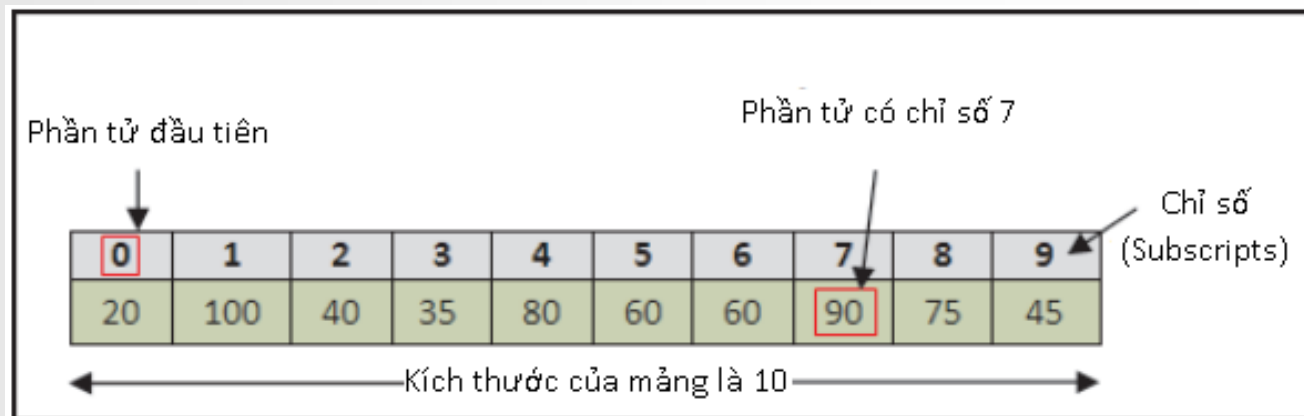 Phần tử có chỉ số 7
Phần tử đầu tiên
Chỉ số
(Subscripts)
0 1 2 3 4 5 6 7 8 9
20 100 40 35 80 60 60 90 75 45
Kích thước của mảng là 10